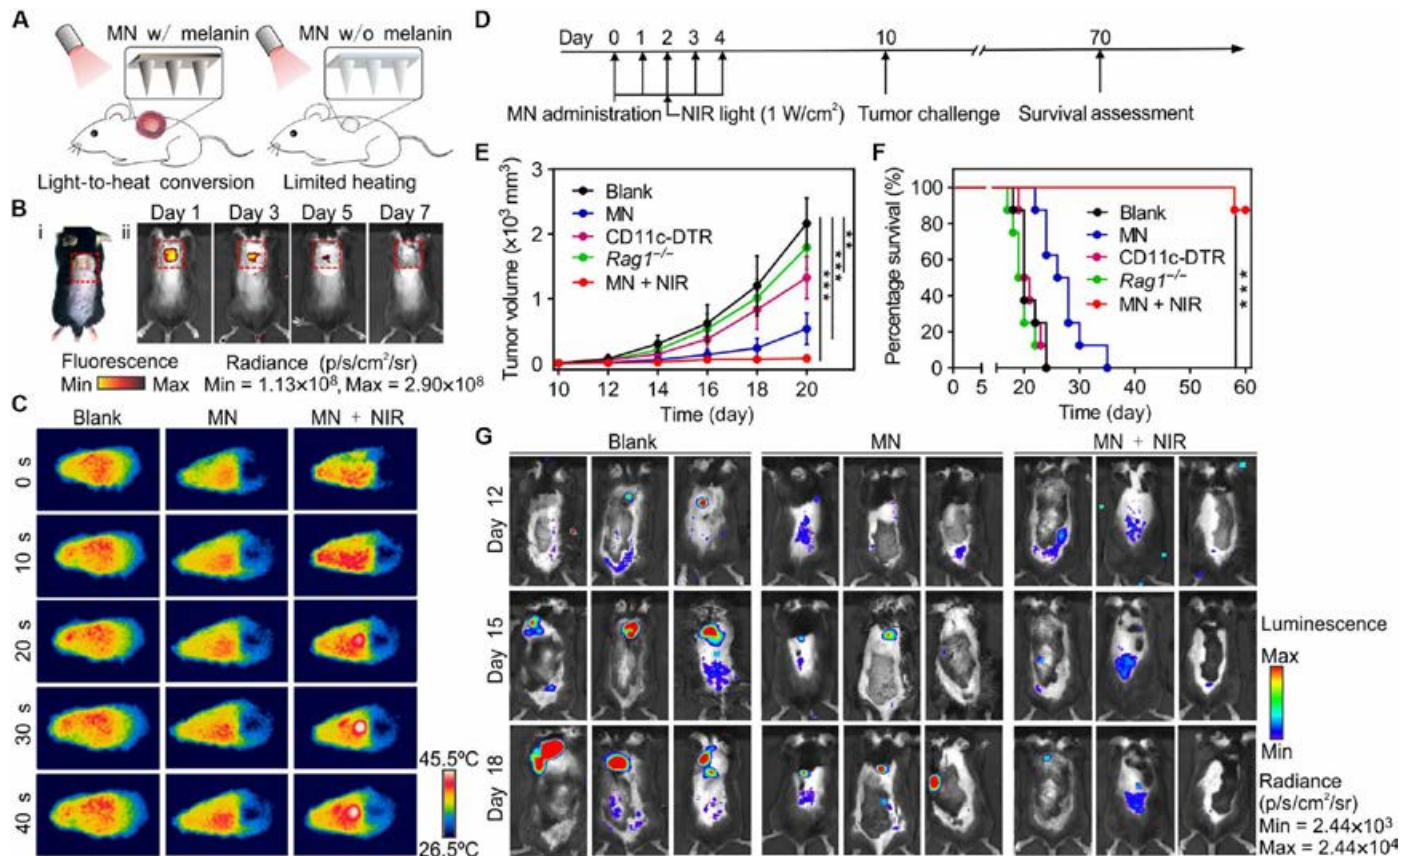 A
MN w/ melanin
MN w/o melanin
Light-to-heat conversion
Limited heating
B
i
ii
Day 1
Day 3
Day 5
Day 7
Fluorescence
Min
Max
Radiance (p/s/cm²/sr)
Min = 1.13×10⁸, Max = 2.90×10⁸
C
Blank
MN
MN + NIR
0 s
10 s
20 s
30 s
40 s
45.5ºC
26.5ºC
D
Day 0 1 2 3 4 10 70
MN administration
NIR light (1 W/cm²)
Tumor challenge
Survival assessment
E
Tumor volume (×10³ mm³)
3
2
1
0
Blank
MN
CD11c-DTR
Rag1⁻/⁻
MN + NIR
***
***
**
10 12 14 16 18 20
Time (day)
F
Percentage survival (%)
100
80
60
40
20
0
Blank
MN
CD11c-DTR
Rag1⁻/⁻
MN + NIR
***
0 5 20 30 40 50 60
Time (day)
G
Blank
MN
MN + NIR
Day 12
Day 15
Day 18
Luminescence
Max
Min
Radiance
(p/s/cm²/sr)
Min = 2.44×10³
Max = 2.44×10⁴